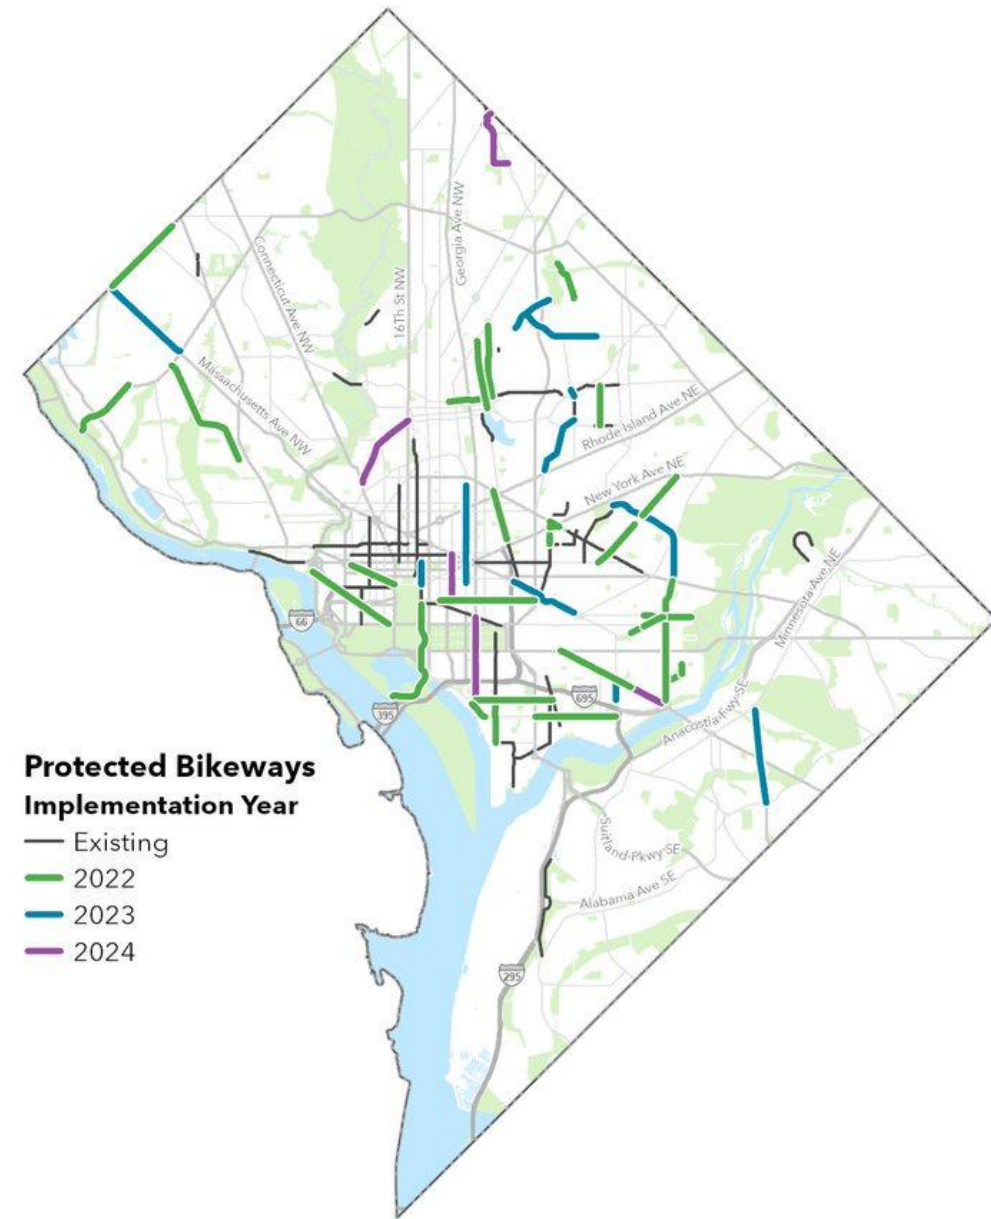 Connecticut Ave NW
16Th St NW
Georgia Ave NW
Massachusetts Ave NW
Rhode Island Ave NE
New York Ave NE
Minnesota Ave NE
66
395
695
Anacostia Fwy SE
Suitland Pkwy SE
Alabama Ave SE
295
Protected Bikeways
Implementation Year
Existing
2022
2023
2024